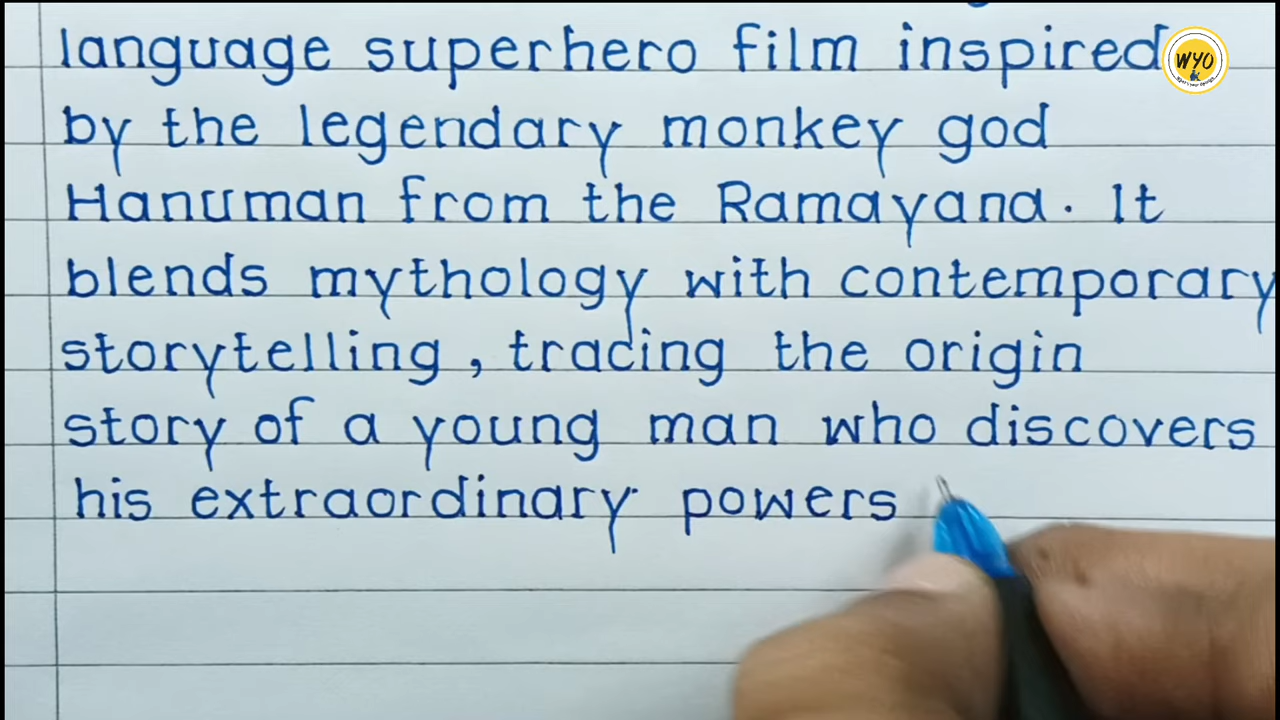 language superhero film inspired
by the legendary monkey god
Hanuman from the Ramayana. It
blends mythology with contemporary
storytelling, tracing the origin
story of a young man who discovers
his extraordinary powers
WYO